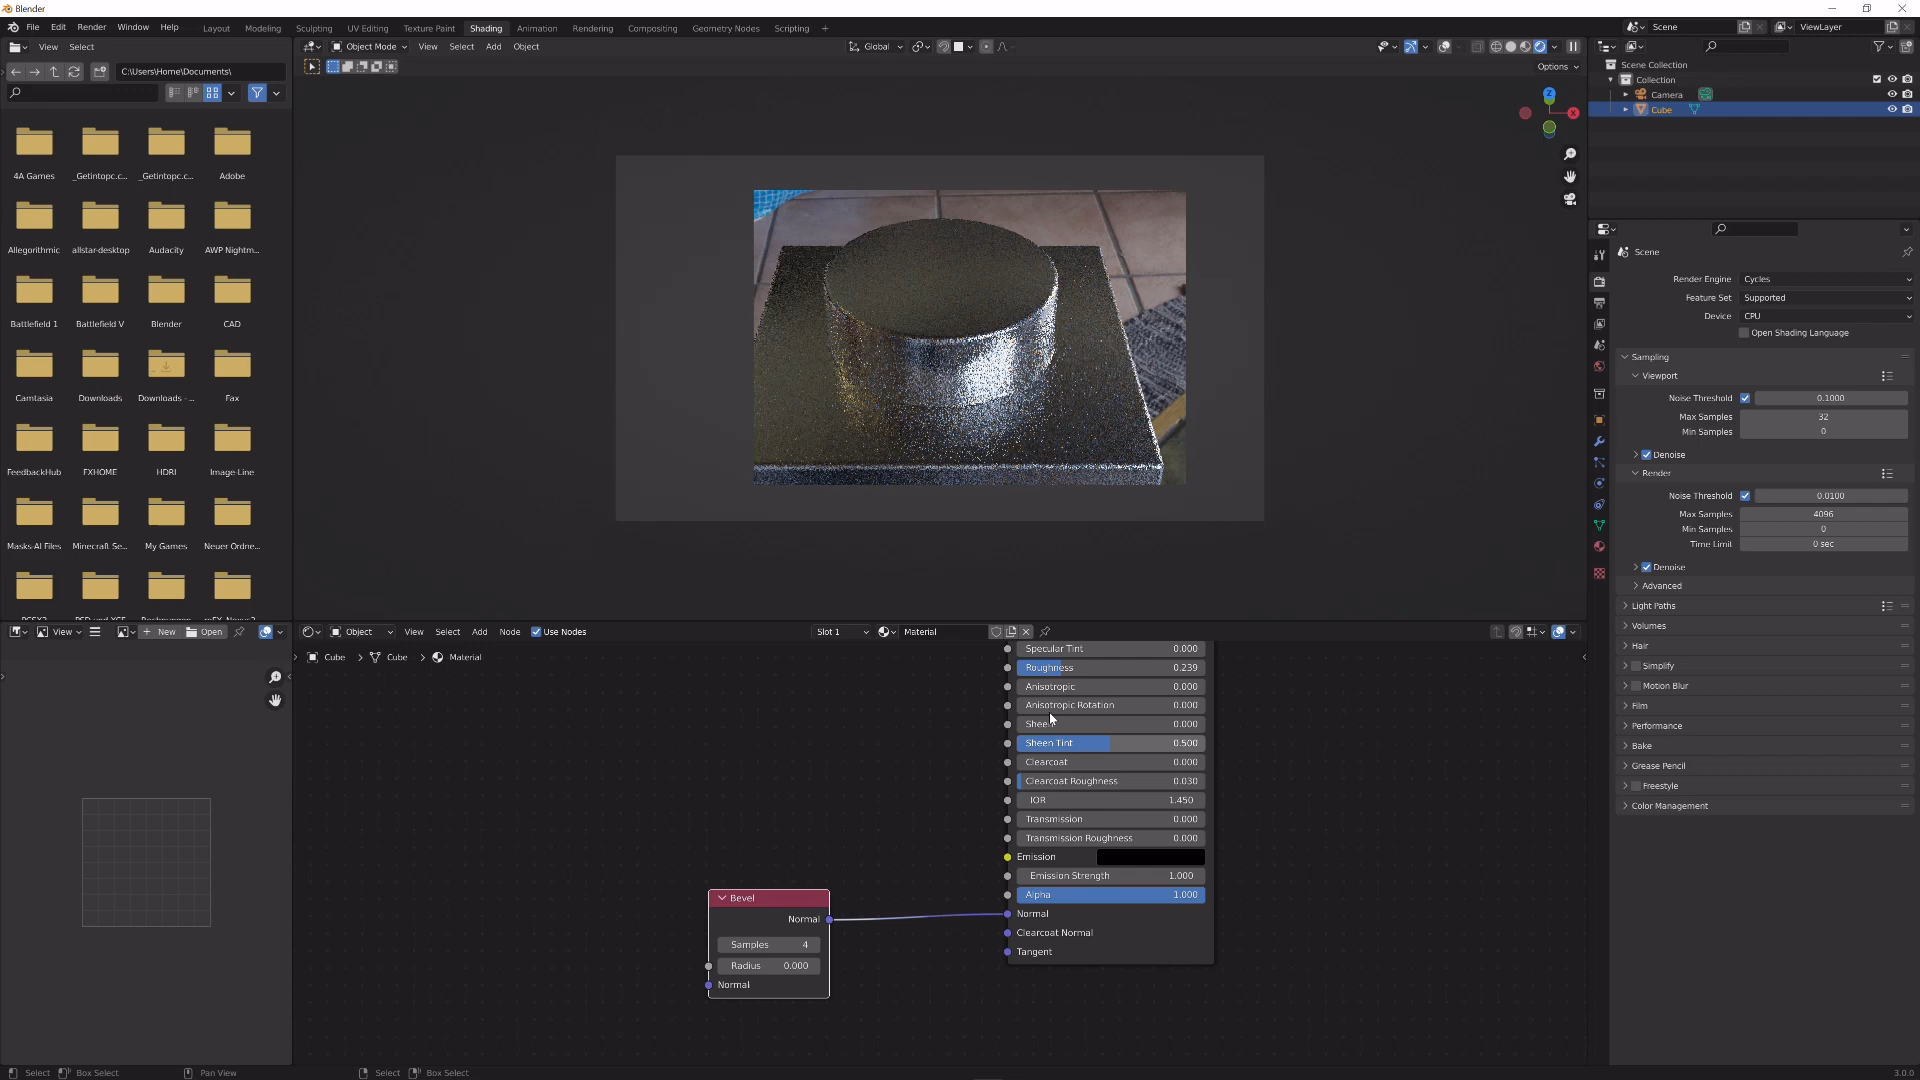 Blender
File Edit Render Window Help Layout Modeling Sculpting UV Editing Texture Paint Shading Animation Rendering Compositing Geometry Nodes Scripting + Scene ViewLayer
View Select Object Mode View Select Add Object Global
C:\Users\Home\Documents\ Options
Scene Collection
Collection
Camera
Cube
X
Z
4A Games _Getintopc.c... _Getintopc.c... Adobe
Allegorithmic allstar-desktop Audacity AWP Nightm...
Battlefield 1 Battlefield V Blender CAD
Camtasia Downloads Downloads -... Fax
FeedbackHub FXHOME HDRI Image-Line
Masks-AI Files Minecraft Se... My Games Neuer Ordne...
Scene
Render Engine Cycles
Feature Set Supported
Device CPU
Open Shading Language
Sampling
Viewport
Noise Threshold 0.1000
Max Samples 32
Min Samples 0
Denoise
Render
Noise Threshold 0.0100
Max Samples 4096
Min Samples 0
Time Limit 0 sec
Denoise
Advanced
Light Paths
Volumes
Hair
Simplify
Motion Blur
Film
Performance
Bake
Grease Pencil
Freestyle
Color Management
View New Open
Object View Select Add Node Use Nodes Slot 1 Material
Cube Cube Material
Specular Tint 0.000
Roughness 0.239
Anisotropic 0.000
Anisotropic Rotation 0.000
Sheen 0.000
Sheen Tint 0.500
Clearcoat 0.000
Clearcoat Roughness 0.030
IOR 1.450
Transmission 0.000
Transmission Roughness 0.000
Emission
Emission Strength 1.000
Alpha 1.000
Normal
Clearcoat Normal
Tangent
Bevel
Normal
Samples 4
Radius 0.000
Normal
Select Box Select Pan View Select Box Select 3.0.0